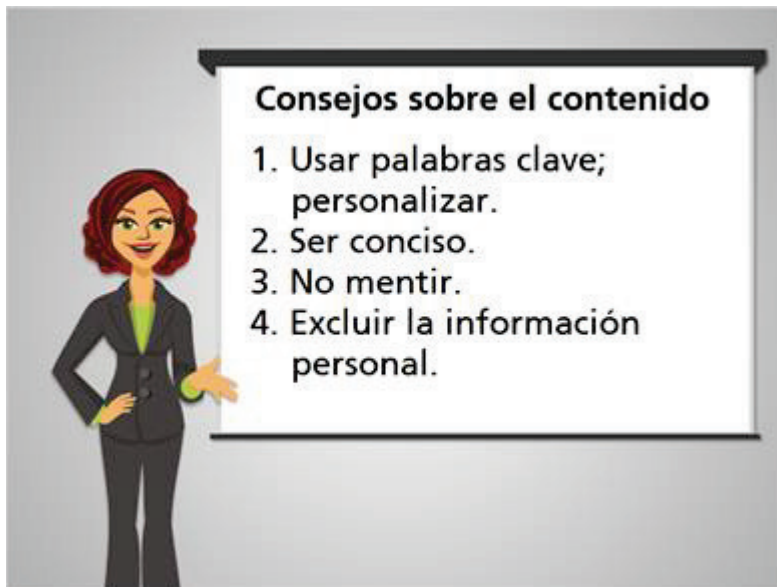 Consejos sobre el contenido
1. Usar palabras clave;
personalizar.
2. Ser conciso.
3. No mentir.
4. Excluir la información
personal.